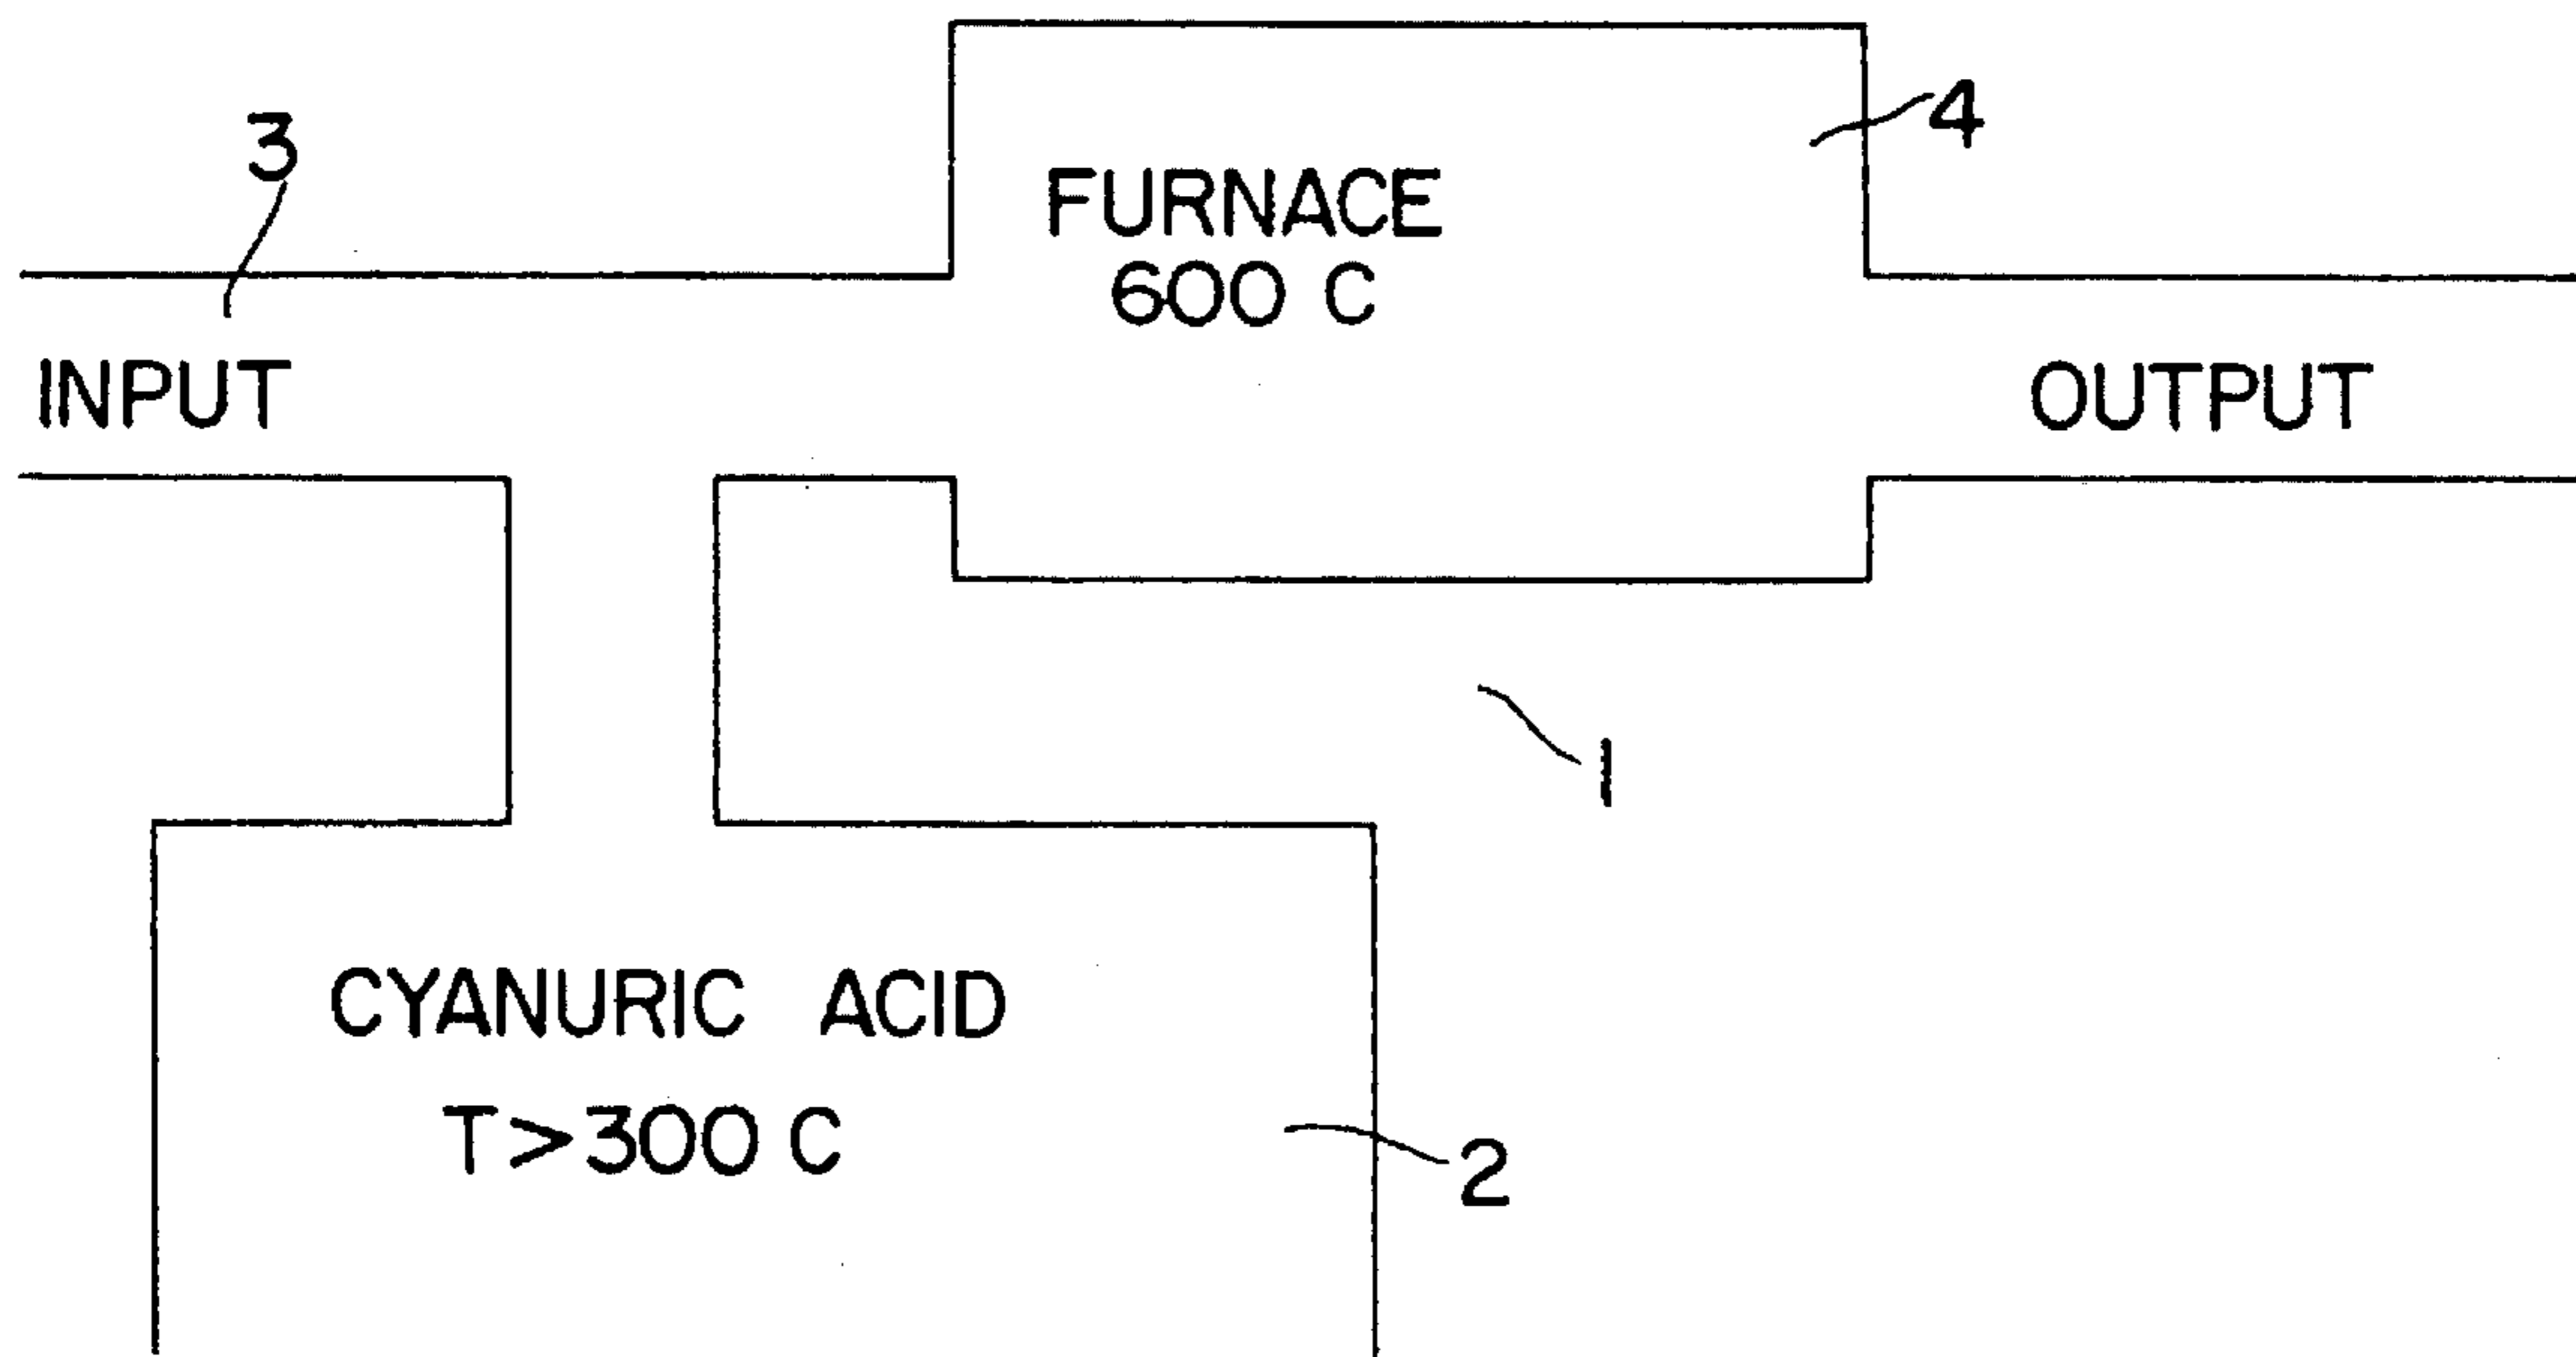 3
4
FURNACE
600 C
INPUT
OUTPUT
1
CYANURIC ACID
T>300 C
2